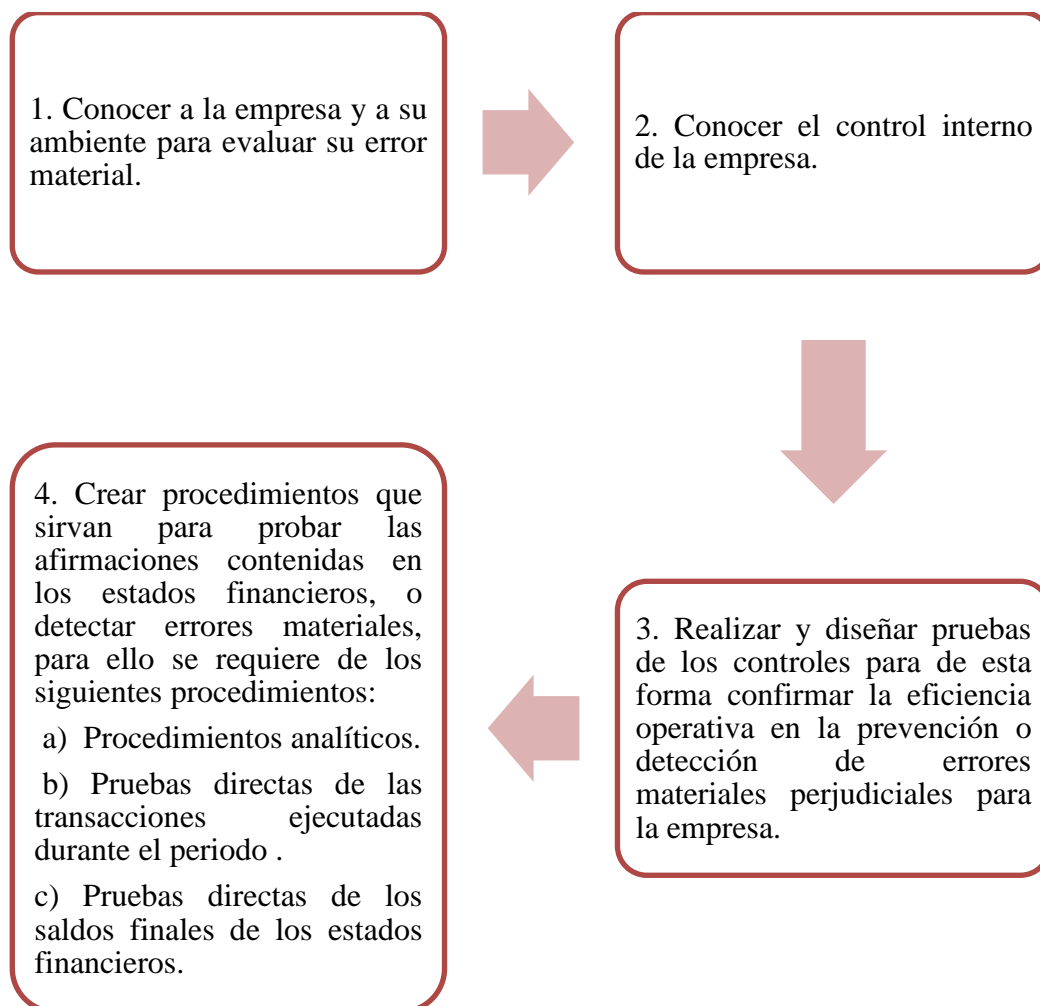 1. Conocer a la empresa y a su
ambiente para evaluar su error
material.
2. Conocer el control interno
de la empresa.
3. Realizar y diseñar pruebas
de los controles para de esta
forma confirmar la eficiencia
operativa en la prevención o
detección de errores
materiales perjudiciales para
la empresa.
4. Crear procedimientos que
sirvan para probar las
afirmaciones contenidas en
los estados financieros, o
detectar errores materiales,
para ello se requiere de los
siguientes procedimientos:
a) Procedimientos analíticos.
b) Pruebas directas de las
transacciones ejecutadas
durante el periodo .
c) Pruebas directas de los
saldos finales de los estados
financieros.